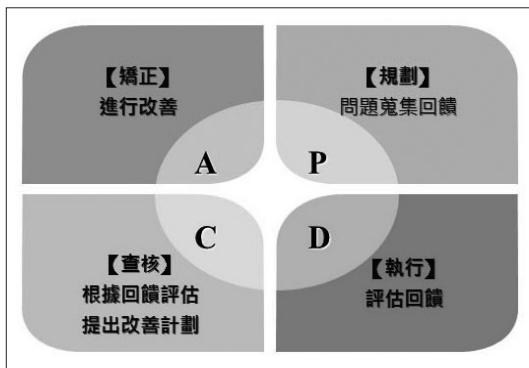 【矯正】
進行改善
A
【規劃】
問題蒐集回饋
P
C
【查核】
根據回饋評估
提出改善計劃
D
【執行】
評估回饋